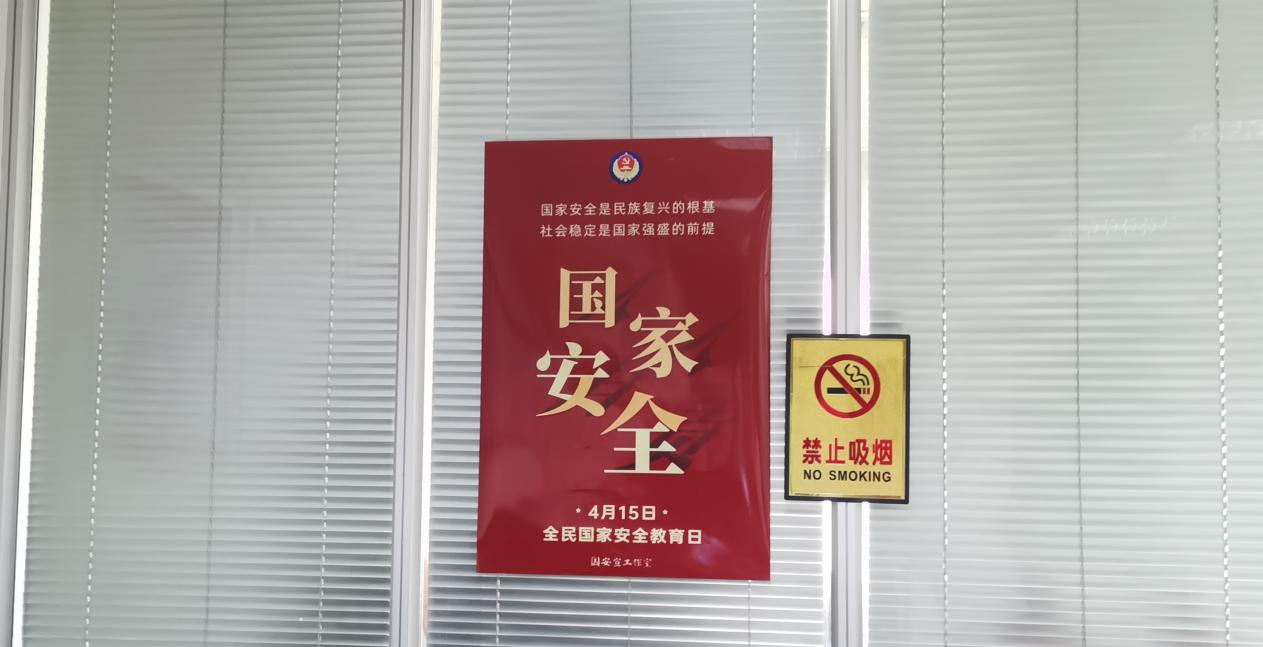 国家安全是民族复兴的根基
社会稳定是国家强盛的前提
国家
安全
4月15日
全民国家安全教育日
国安宣工作室
禁止吸烟
NO SMOKING